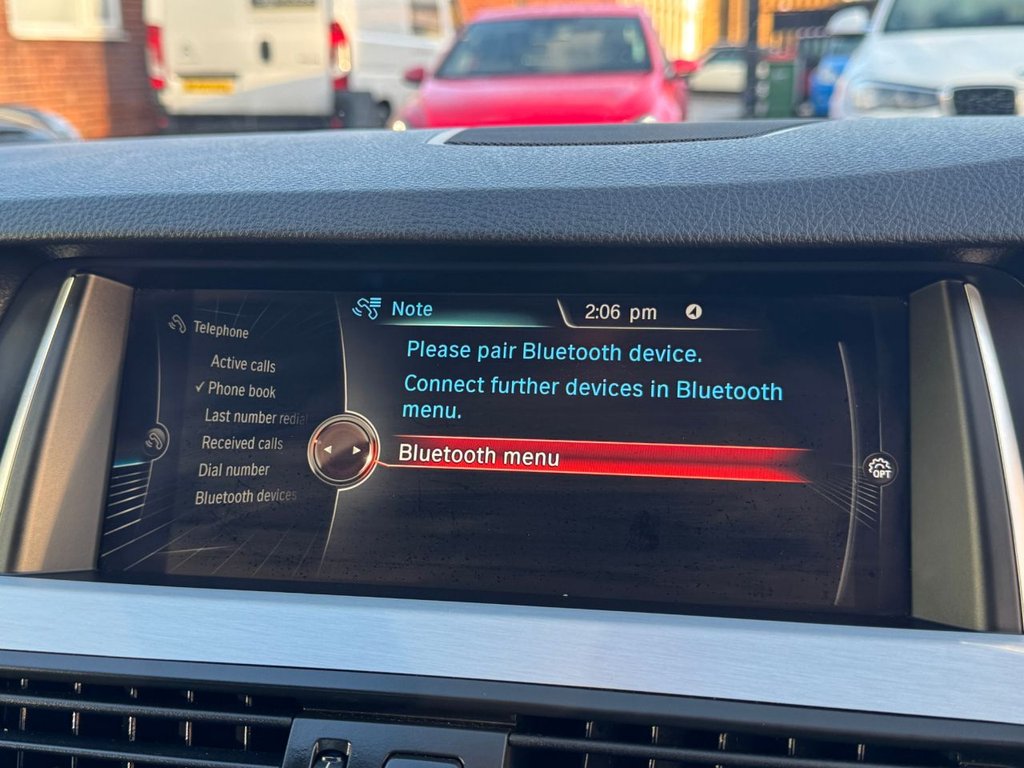 Note
2:06 pm
Telephone
Active calls
Phone book
Last number redial
Received calls
Dial number
Bluetooth devices
Please pair Bluetooth device.
Connect further devices in Bluetooth
menu.
Bluetooth menu
OPT